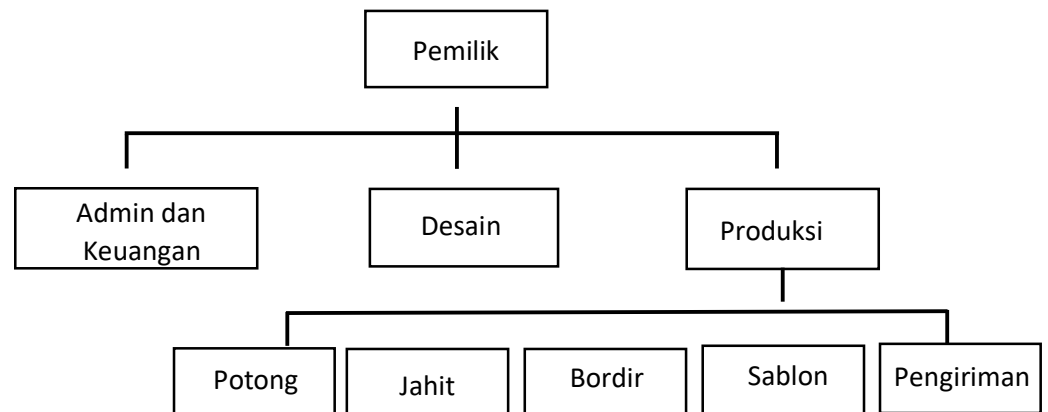 Pemilik
Admin dan
Keuangan
Desain
Produksi
Potong
Jahit
Bordir
Sablon
Pengiriman